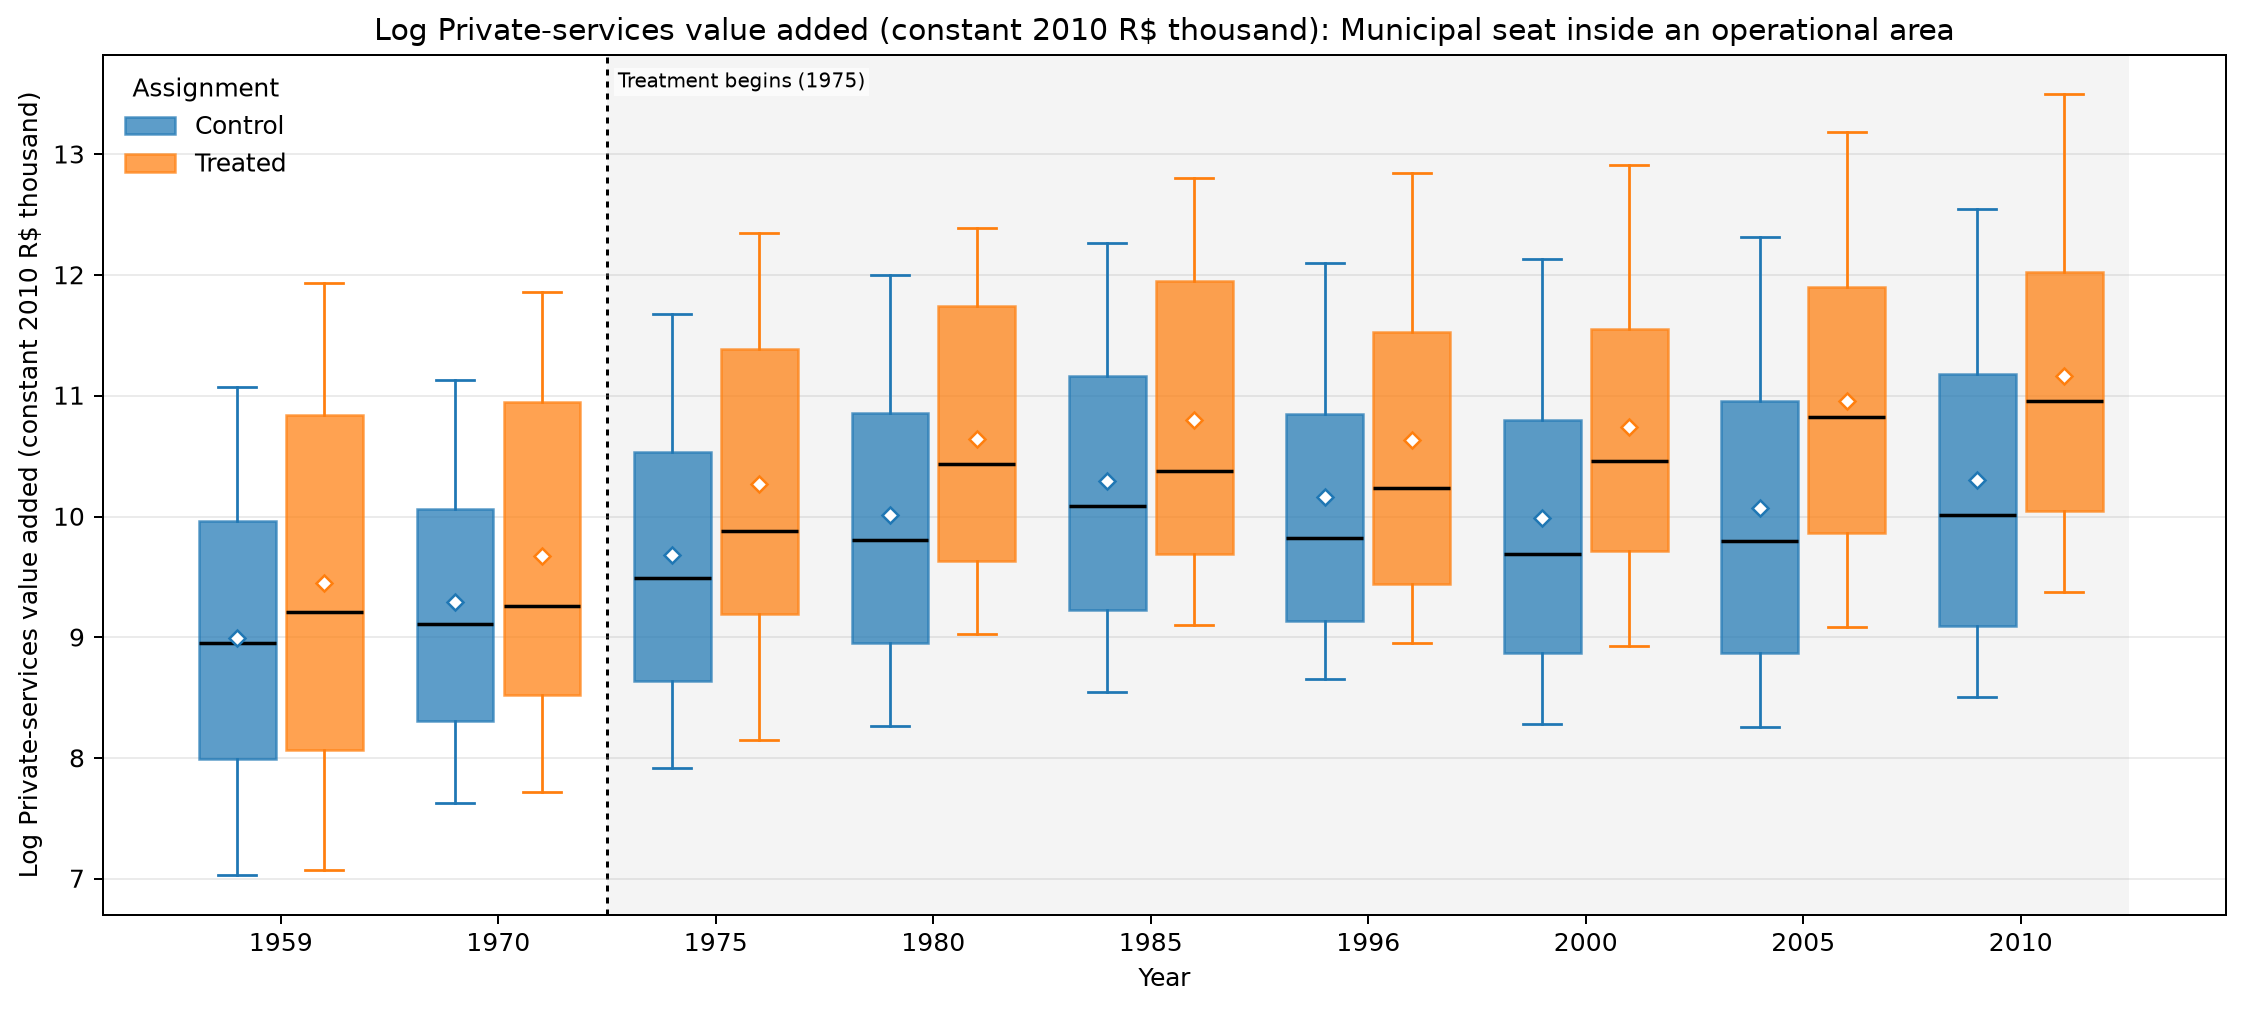 Log Private-services value added (constant 2010 R$ thousand): Municipal seat inside an operational area
Log Private-services value added (constant 2010 R$ thousand)
Assignment
Control
Treated
Treatment begins (1975)
13
12
11
10
9
8
7
1959 1970 1975 1980 1985 1996 2000 2005 2010
Year